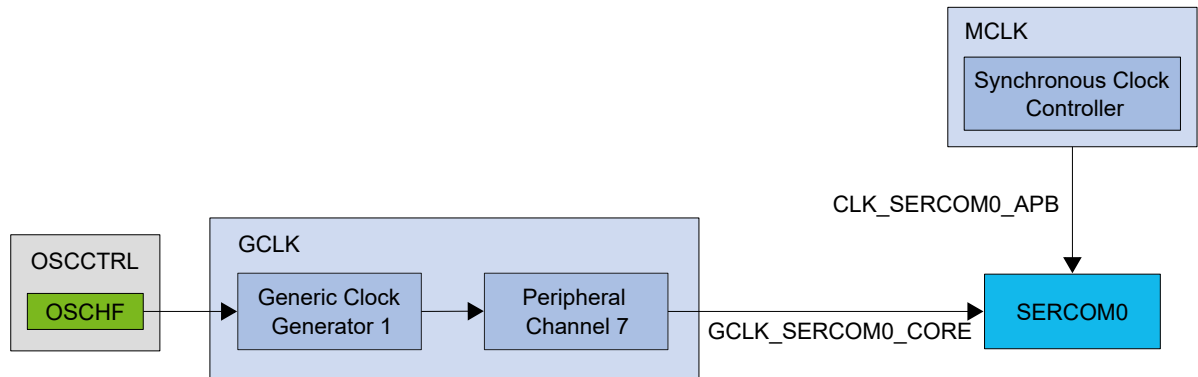 MCLK
Synchronous Clock
Controller
CLK_SERCOM0_APB
OSCCTRL
OSCHF
GCLK
Generic Clock
Generator 1
Peripheral
Channel 7
GCLK_SERCOM0_CORE
SERCOM0